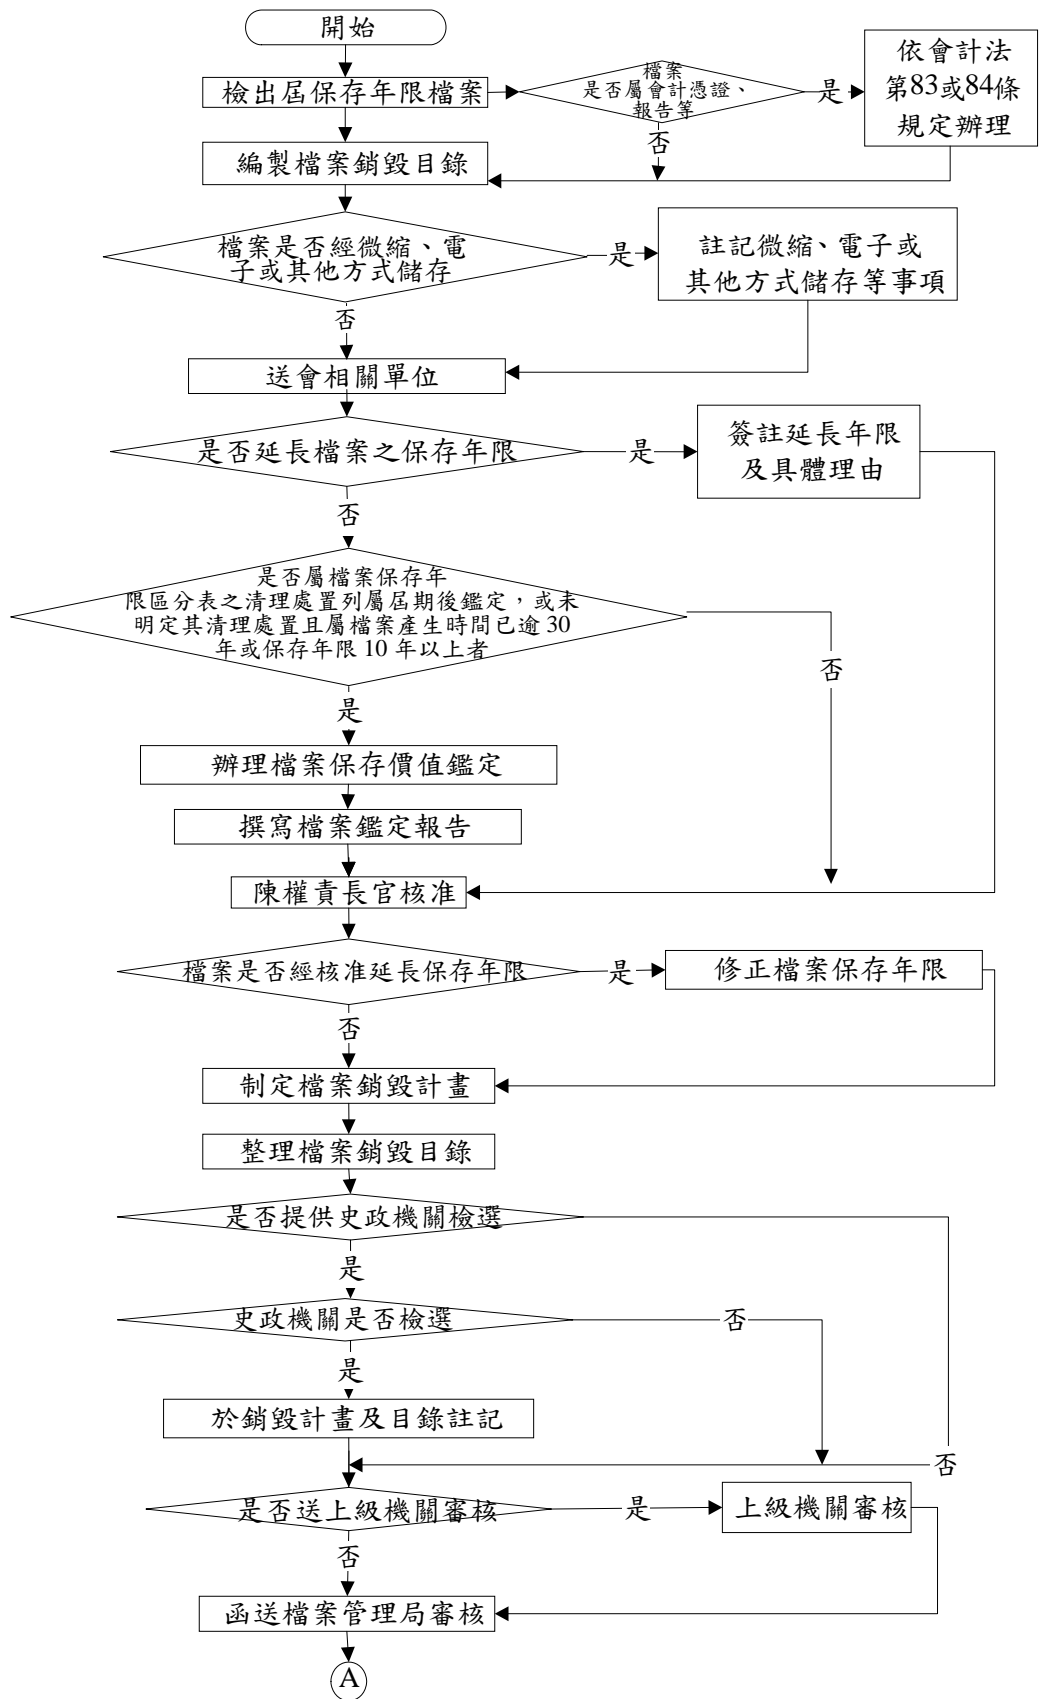 開始
檢出屆保存年限檔案
檔案
是否屬會計憑證、
報告等
是
依會計法
第83或84條
規定辦理
否
編製檔案銷毀目錄
檔案是否經微縮、電
子或其他方式儲存
是
註記微縮、電子或
其他方式儲存等事項
否
送會相關單位
是否延長檔案之保存年限
是
簽註延長年限
及具體理由
否
是否屬檔案保存年
限區分表之清理處置列屬屆期後鑑定，或未
明定其清理處置且屬檔案產生時間已逾 30
年或保存年限 10 年以上者
否
是
辦理檔案保存價值鑑定
撰寫檔案鑑定報告
陳權責長官核准
檔案是否經核准延長保存年限
是
修正檔案保存年限
否
制定檔案銷毀計畫
整理檔案銷毀目錄
是否提供史政機關檢選
是
史政機關是否檢選
否
是
於銷毀計畫及目錄註記
否
是否送上級機關審核
是
上級機關審核
否
函送檔案管理局審核
A